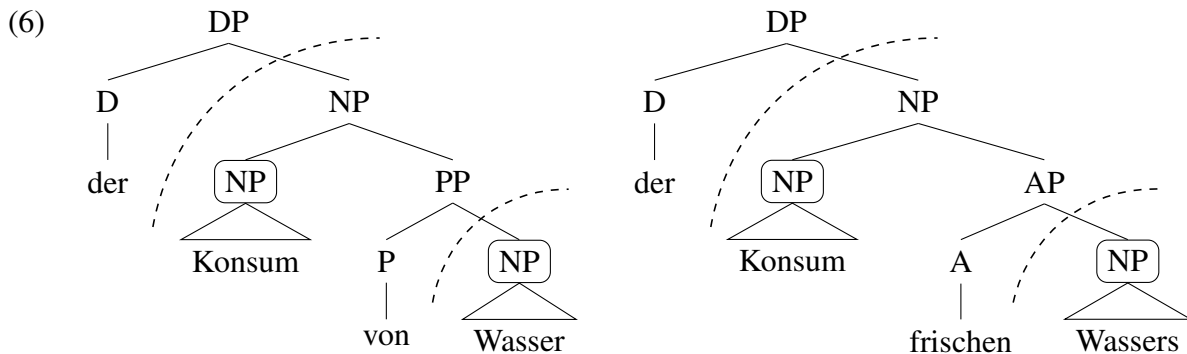 (6) DP DP
D NP D NP
der NP PP der NP AP
Konsum P NP Konsum A NP
von Wasser frischen Wassers